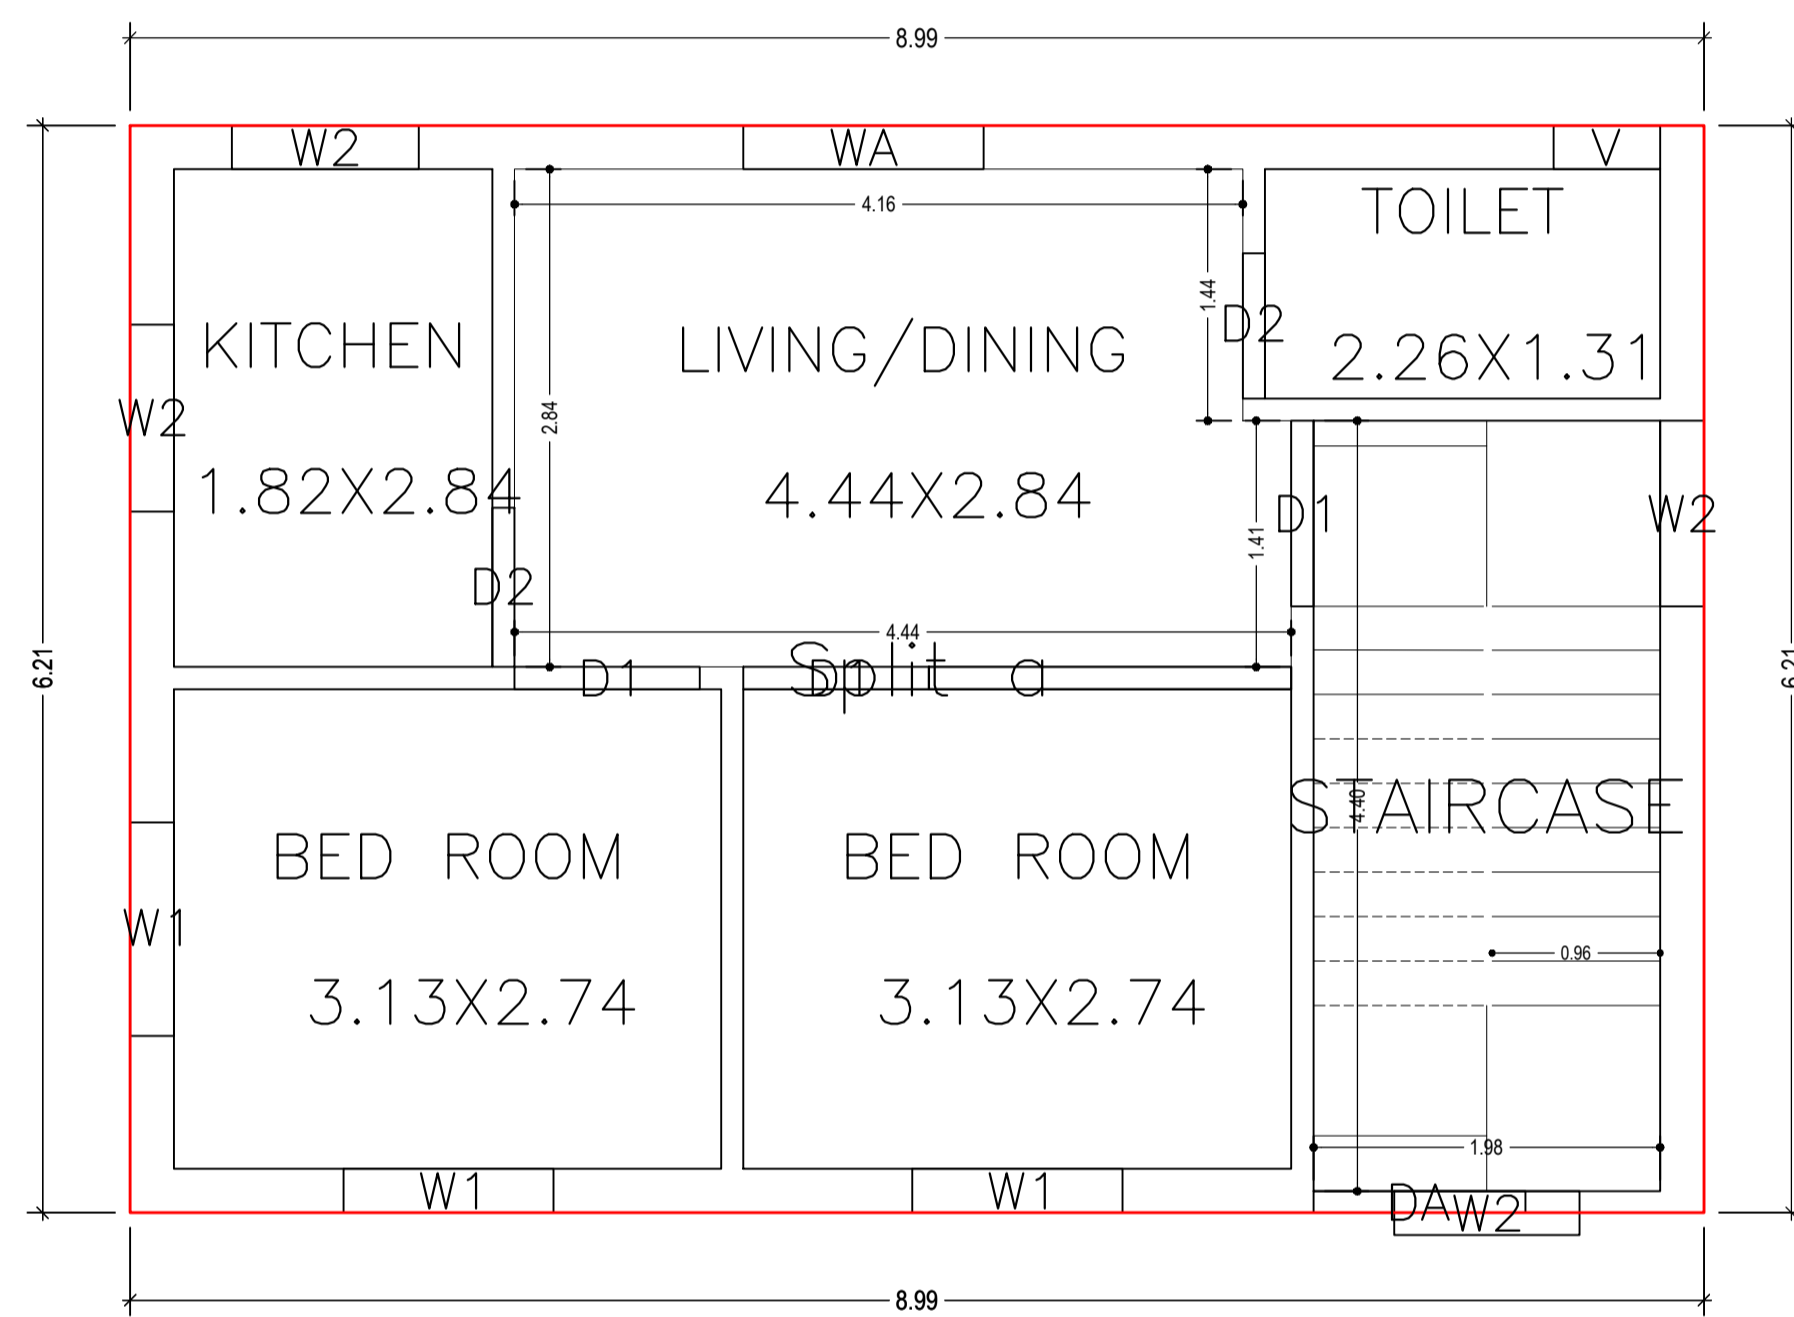 8.99
W2 WA V
4.16
TOILET
1.44
D2
KITCHEN LIVING/DINING
2.26X1.31
2.84
W2
1.82X2.84 4.44X2.84
D1 W2
1.41
D2
4.44
Split a
D1 D1
6.21 6.21
STAIRCASE
4.40
BED ROOM BED ROOM
W1
0.96
3.13X2.74 3.13X2.74
1.98
W1 W1
DA W2
8.99